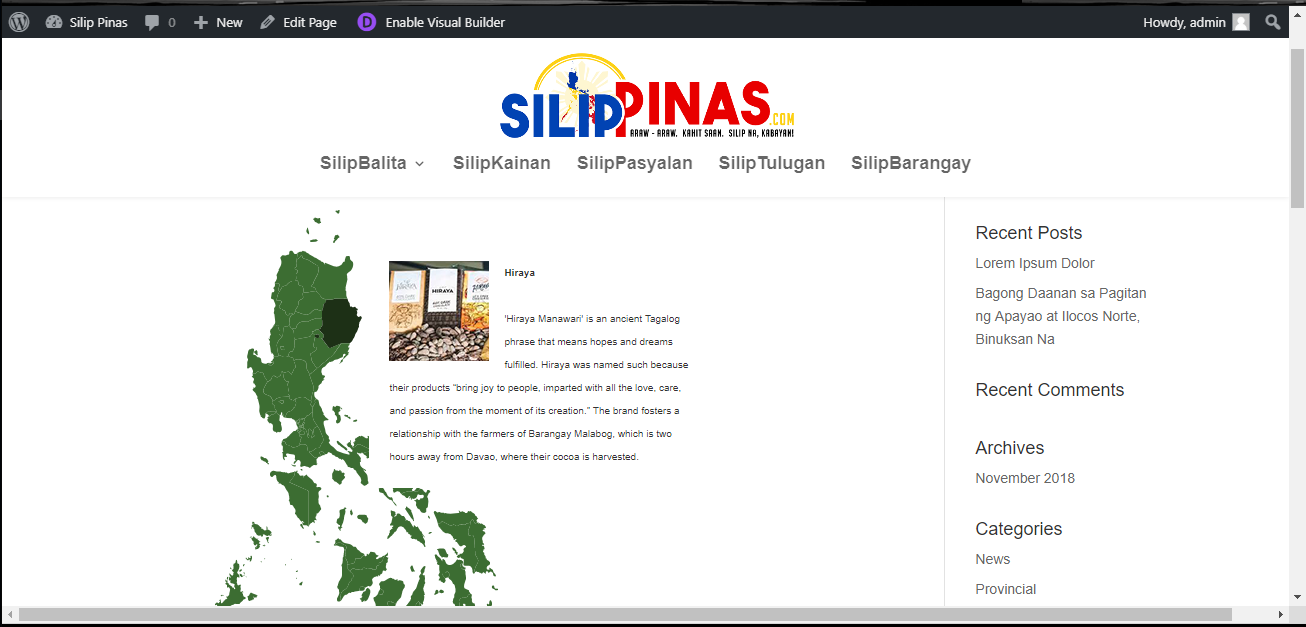 Silip Pinas
0
New
Edit Page
D
Enable Visual Builder
Howdy, admin
SILIPPINAS.COM
ARAW - ARAW. KAHIT SAAN. SILIP NA, KABAYAN!
SilipBalita
SilipKainan
SilipPasyalan
SilipTulugan
SilipBarangay
HIRAYA
Hiraya
'Hiraya Manawari' is an ancient Tagalog
phrase that means hopes and dreams
fulfilled. Hiraya was named such because
their products “bring joy to people, imparted with all the love, care,
and passion from the moment of its creation.” The brand fosters a
relationship with the farmers of Barangay Malabog, which is two
hours away from Davao, where their cocoa is harvested.
Recent Posts
Lorem Ipsum Dolor
Bagong Daanan sa Pagitan
ng Apayao at Ilocos Norte,
Binuksan Na
Recent Comments
Archives
November 2018
Categories
News
Provincial